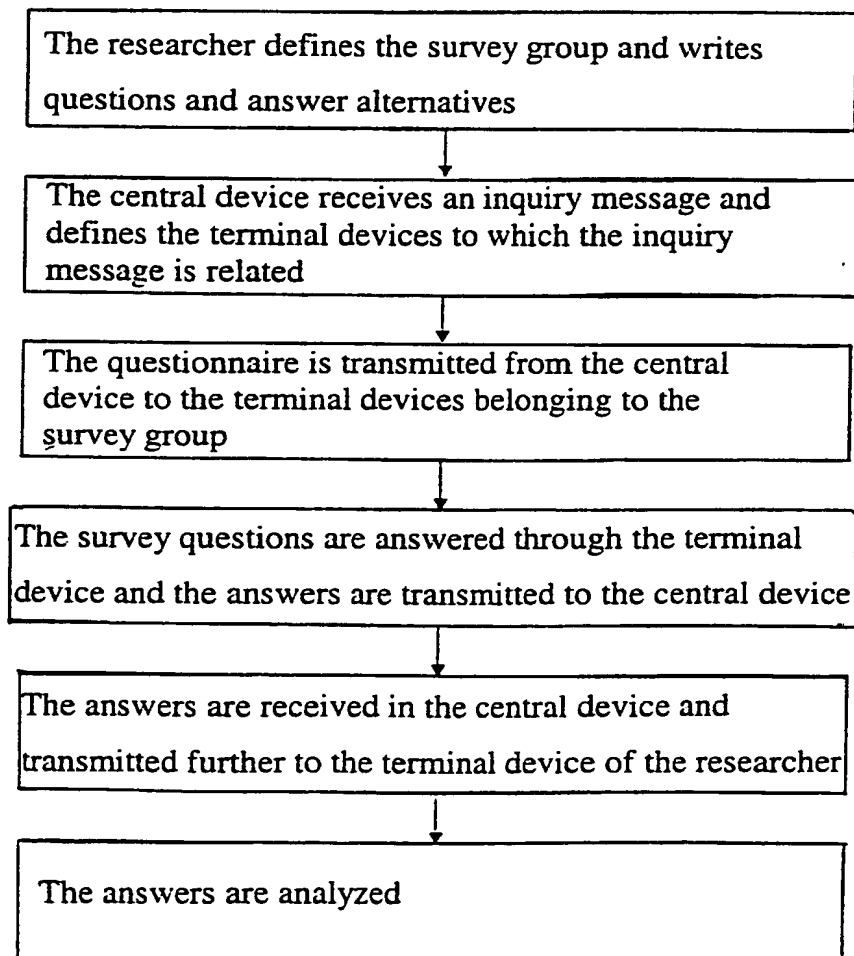 The researcher defines the survey group and writes
questions and answer alternatives
The central device receives an inquiry message and
defines the terminal devices to which the inquiry
message is related
The questionnaire is transmitted from the central
device to the terminal devices belonging to the
survey group
The survey questions are answered through the terminal
device and the answers are transmitted to the central device
The answers are received in the central device and
transmitted further to the terminal device of the researcher
The answers are analyzed